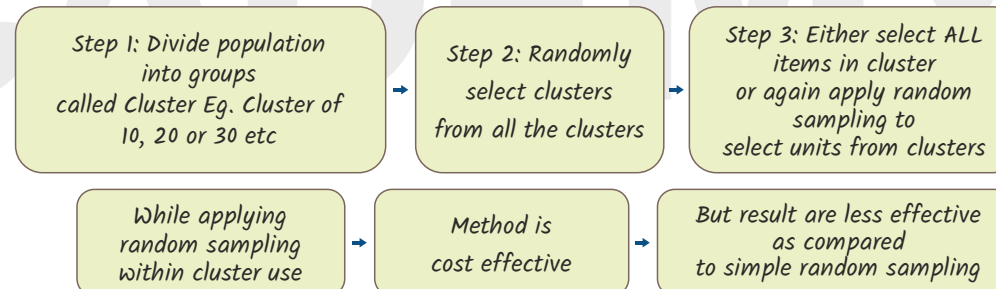 Step 1: Divide population
into groups
called Cluster Eg. Cluster of
10, 20 or 30 etc
Step 2: Randomly
select clusters
from all the clusters
Step 3: Either select ALL
items in cluster
or again apply random
sampling to
select units from clusters
While applying
random sampling
within cluster use
Method is
cost effective
But result are less effective
as compared
to simple random sampling